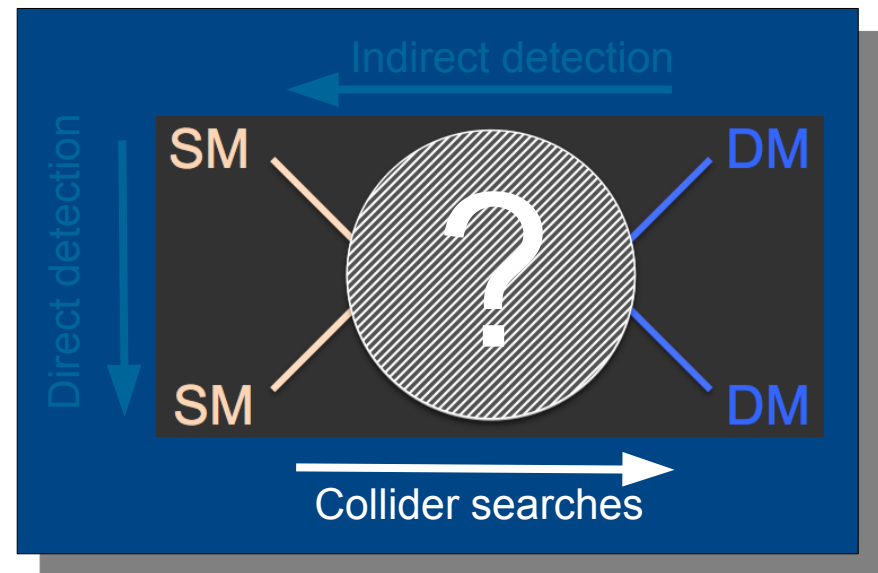 Indirect detection
Direct detection
SM
DM
?
SM
DM
Collider searches